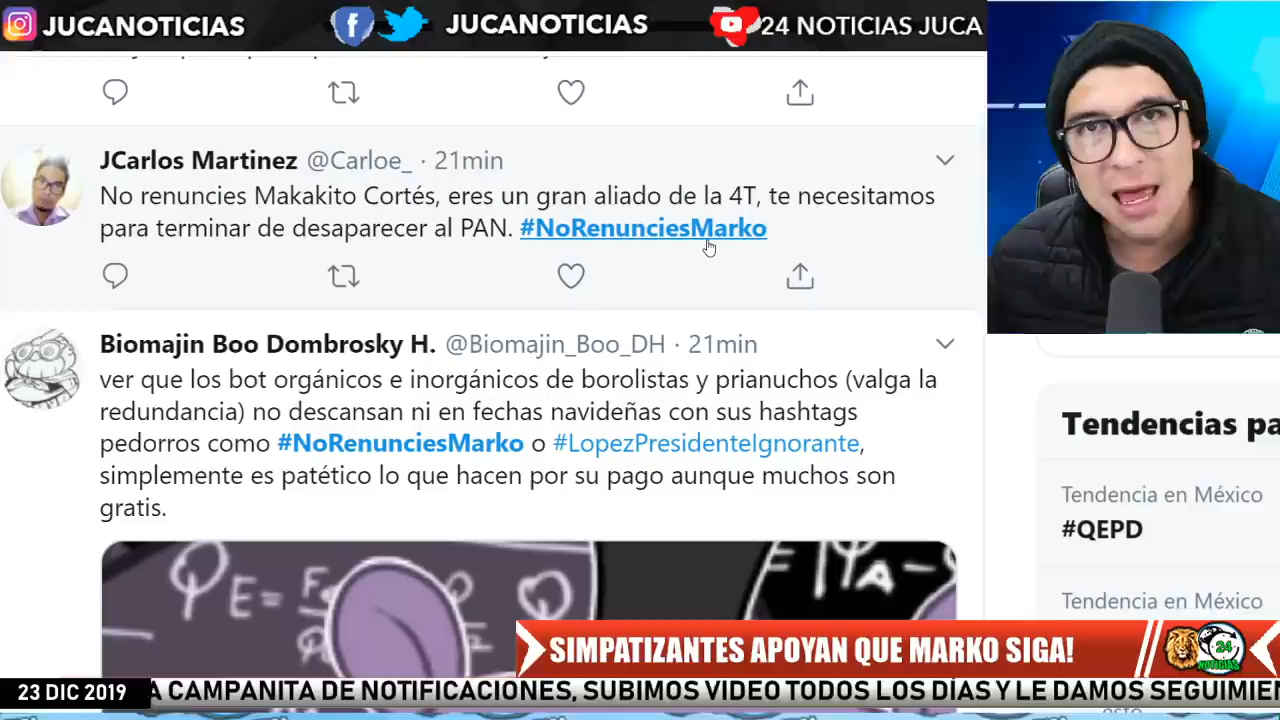 JUCANOTICIAS
JUCANOTICIAS
24 NOTICIAS JUCA
JCarlos Martinez @Carloe_ · 21min
No renuncies Makakito Cortés, eres un gran aliado de la 4T, te necesitamos
para terminar de desaparecer al PAN. #NoRenunciesMarko
Biomajin Boo Dombrosky H. @Biomajin_Boo_DH · 21min
ver que los bot orgánicos e inorgánicos de borolistas y prianuchos (valga la
redundancia) no descansan ni en fechas navideñas con sus hashtags
pedorros como #NoRenunciesMarko o #LopezPresidenteIgnorante,
simplemente es patético lo que hacen por su pago aunque muchos son
gratis.
Tendencias pa
Tendencia en México
#QEPD
Tendencia en México
SIMPATIZANTES APOYAN QUE MARKO SIGA!
24
NOTICIAS
23 DIC 2019
A CAMPANITA DE NOTIFICACIONES, SUBIMOS VIDEO TODOS LOS DÍAS Y LE DAMOS SEGUIMIE